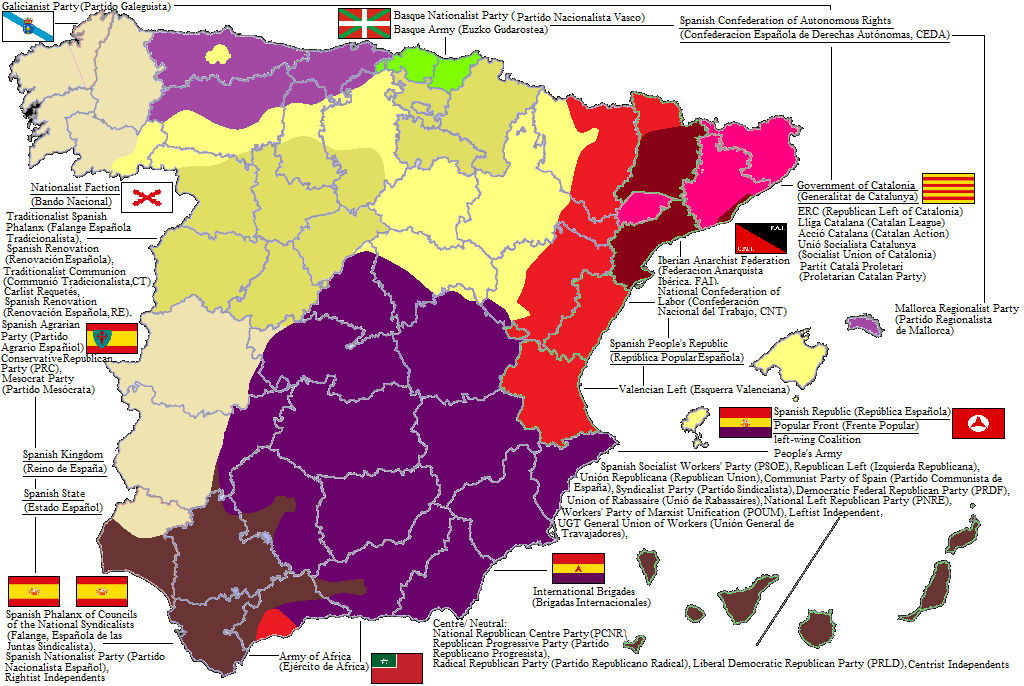 Galicianist Party (Partido Galeguista)
Basque Nationalist Party ( Partido Nacionalista Vasco)
Basque Army (Euzko Gudarostea)
Spanish Confederation of Autonomous Rights
(Confederacion Española de Derechas Autónomas, CEDA)
Nationalist Faction
(Bando Nacional)
Traditionalist Spanish
Phalanx (Falange Española
Tradicionalista),
Spanish Renovation
(Renovación Española),
Traditionalist Communion
(Communió Tradicionalista,CT)
Carlist Requetés,
Spanish Renovation
(Renovación Española,RE),
Spanish Agrarian
Party (Partido
Agrario Españiol)
Conservative Republican
Party (PRC),
Mesocrat Party
(Partido Mesócrata)
Spanish Kingdom
(Reino de España)
Spanish State
(Estado Español)
Spanish Phalanx of Councils
of the National Syndicalists
(Falange, Española de las
Juntas Sindicalista),
Spanish Nationalist Party (Partido
Nacionalista Español),
Rightist Independents
Army of Africa
(Ejército de Africa)
Government of Catalonia
(Generalitat de Catalunya)
ERC (Republican Left of Catalonia)
Lliga Catalana (Catalan League)
Acció Catalana (Catalan Action)
Unió Socialista Catalunya
(Socialist Union of Catalonia)
Partit Català Proletari
(Proletarian Catalan Party)
F.A.I.
C.N.T.
Iberian Anarchist Federation
(Federacion Anarquista
Ibérica, FAI),
National Confederation of
Labor (Confederación
Nacional del Trabajo, CNT)
Mallorca Regionalist Party
(Partido Regionalista
de Mallorca)
Spanish People's Republic
(República Popular Española)
Valencian Left (Esquerra Valenciana)
Spanish Republic (República Española)
Popular Front (Frente Popular)
left-wing Coalition
People's Army
Spanish Socialist Workers' Party (PSOE), Republican Left (Izquierda Republicana),
Unión Republicana (Republican Union), Communist Party of Spain (Partido Comunista de
España), Syndicalist Party (Partido Sindicalista), Democratic Federal Republican Party (PRDF),
Union of Rabassaire (Unió de Rabassaires), National Left Republican Party (PNRE),
Workers' Party of Marxist Unification (POUM), Leftist Independent,
UGT General Union of Workers (Unión General de
Travajadores),
International Brigades
(Brigadas Internacionales)
Centre/ Neutral:
National Republican Centre Party (PCNR)
Republican Progressive Party (Partido
Republicano Progresista),
Radical Republican Party (Partido Republicano Radical), Liberal Democratic Republican Party (PRLD), Centrist Independents